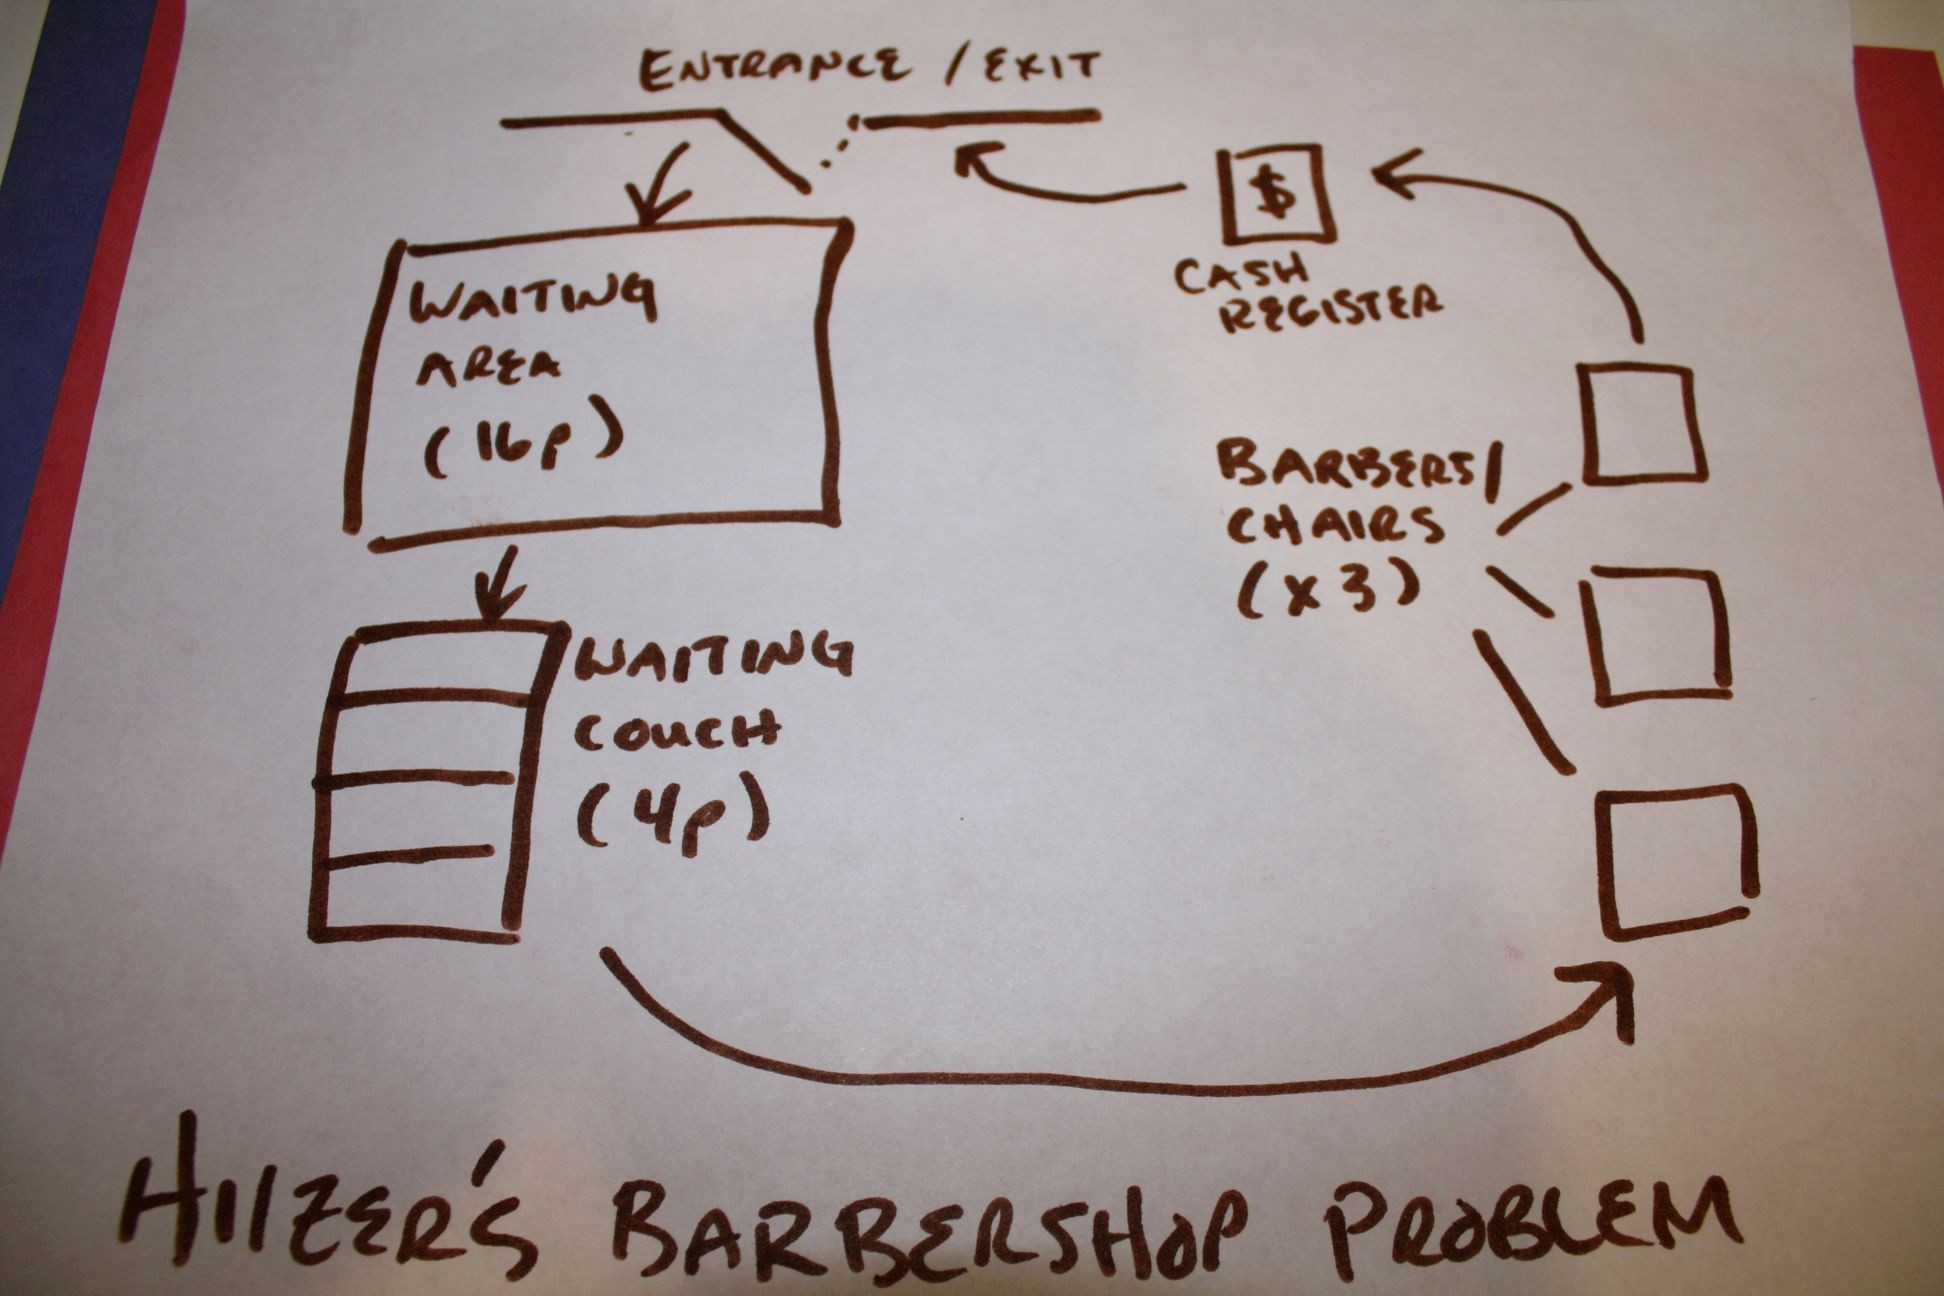 ENTRANCE / EXIT
$
CASH
REGISTER
WAITING
AREA
(16p)
BARBERS/
CHAIRS
(x3)
WAITING
COUCH
(4p)
HIlZER'S BARBERSHOP PROBLEM